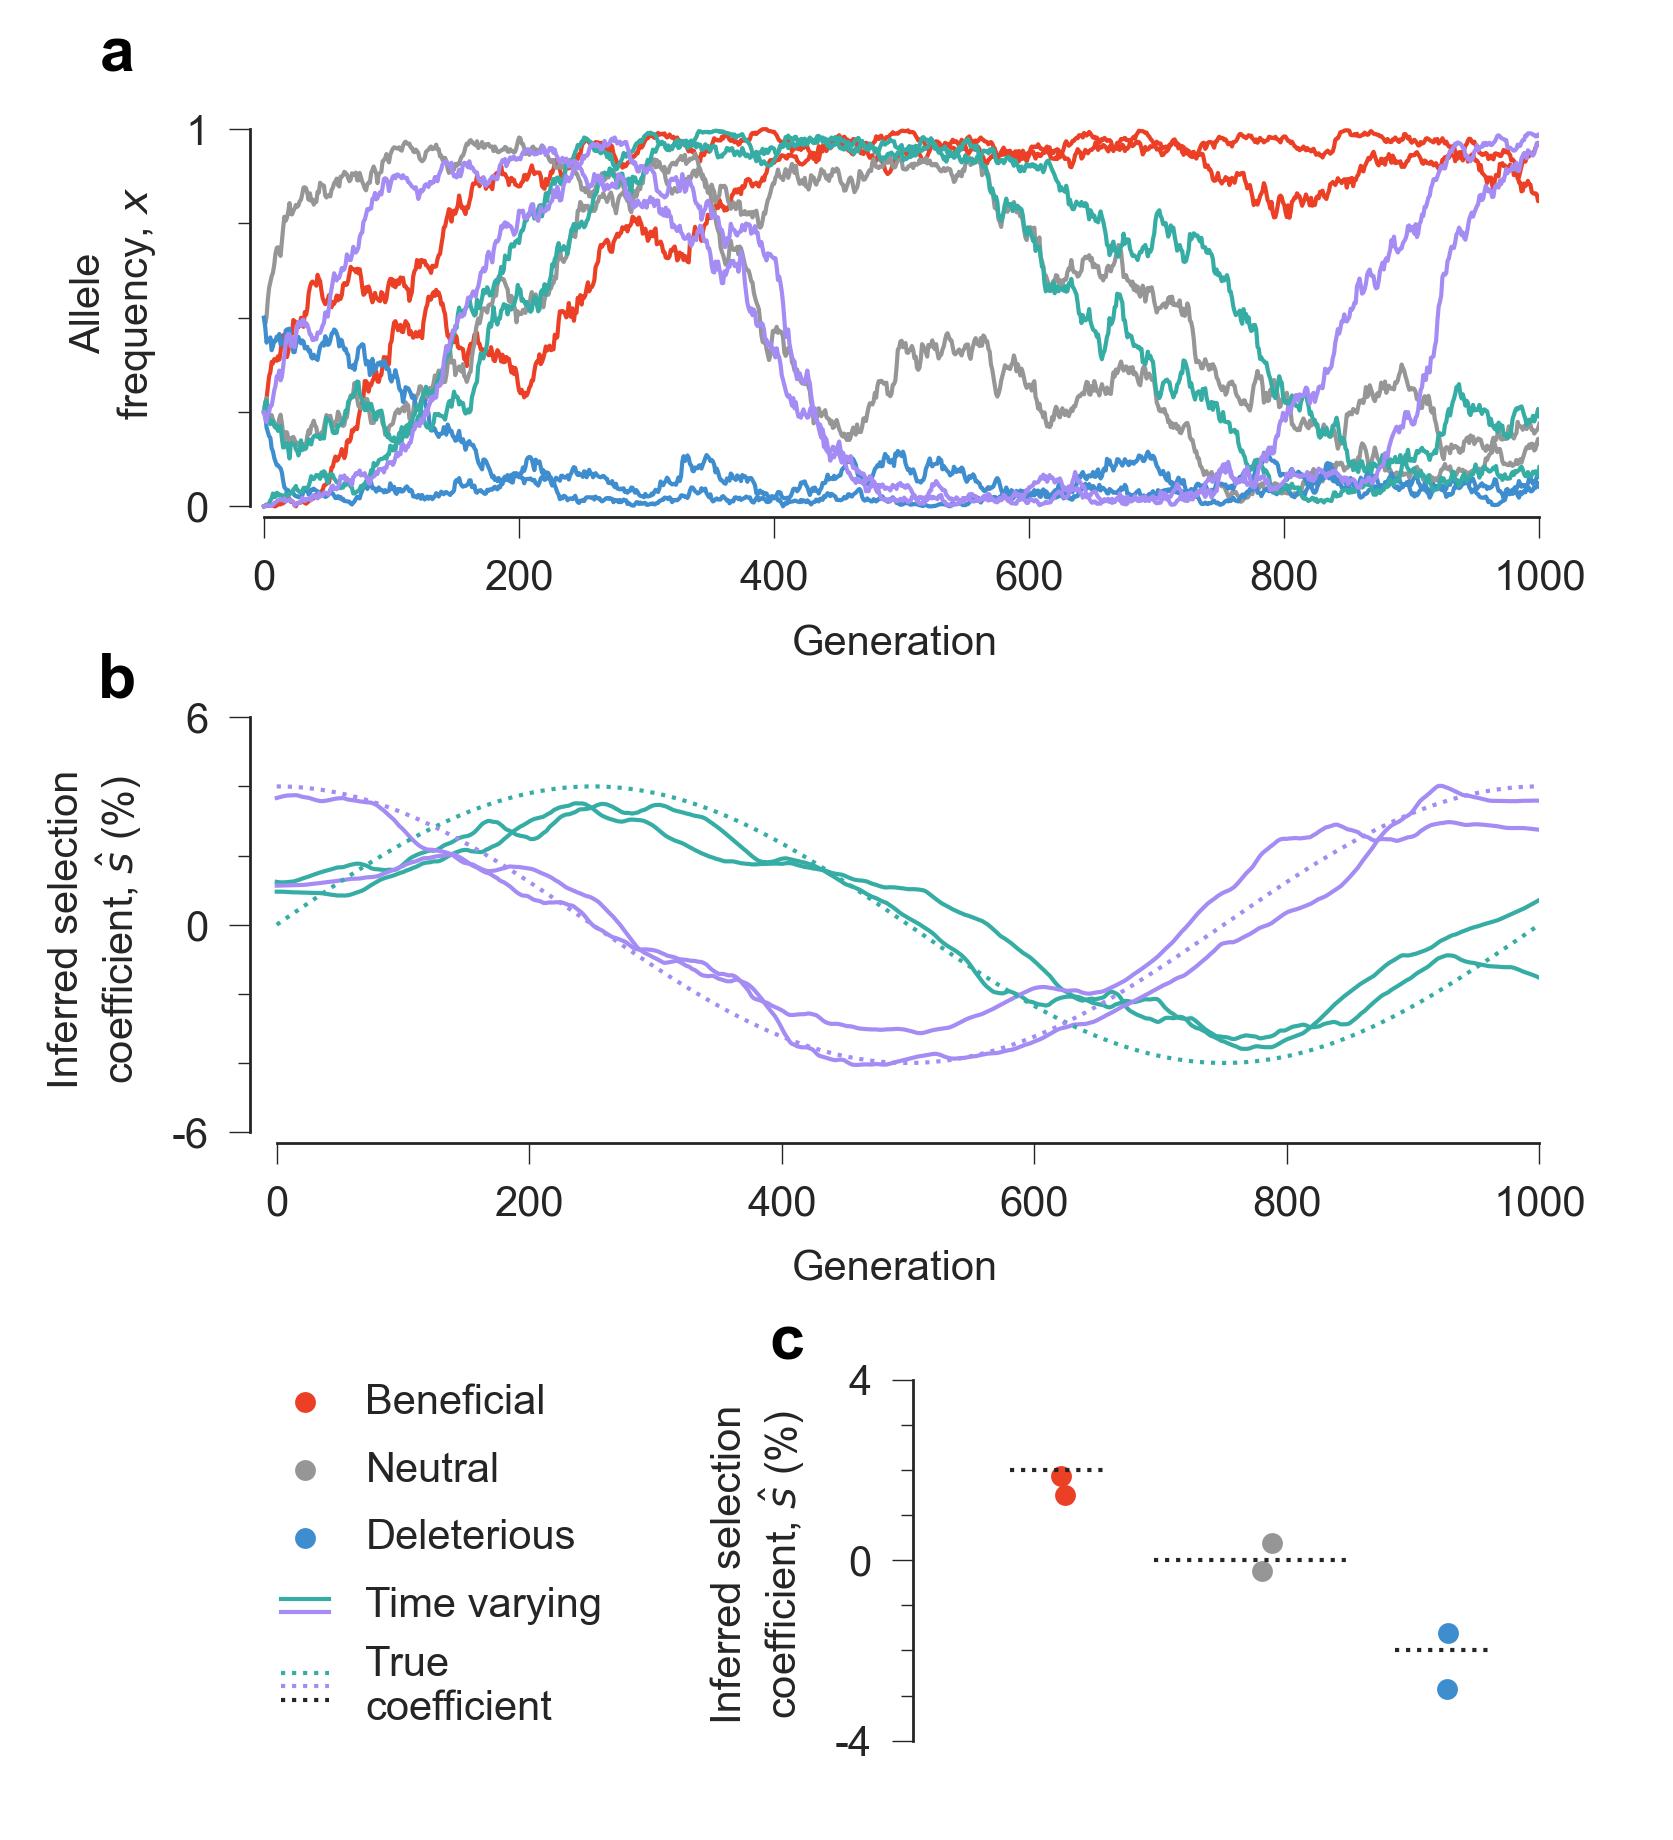 a
1
0
Allele
frequency, x
0 200 400 600 800 1000
Generation
b
6
0
-6
Inferred selection
coefficient, ŝ (%)
0 200 400 600 800 1000
Generation
Beneficial
Neutral
Deleterious
Time varying
True
coefficient
c
4
0
-4
Inferred selection
coefficient, ŝ (%)